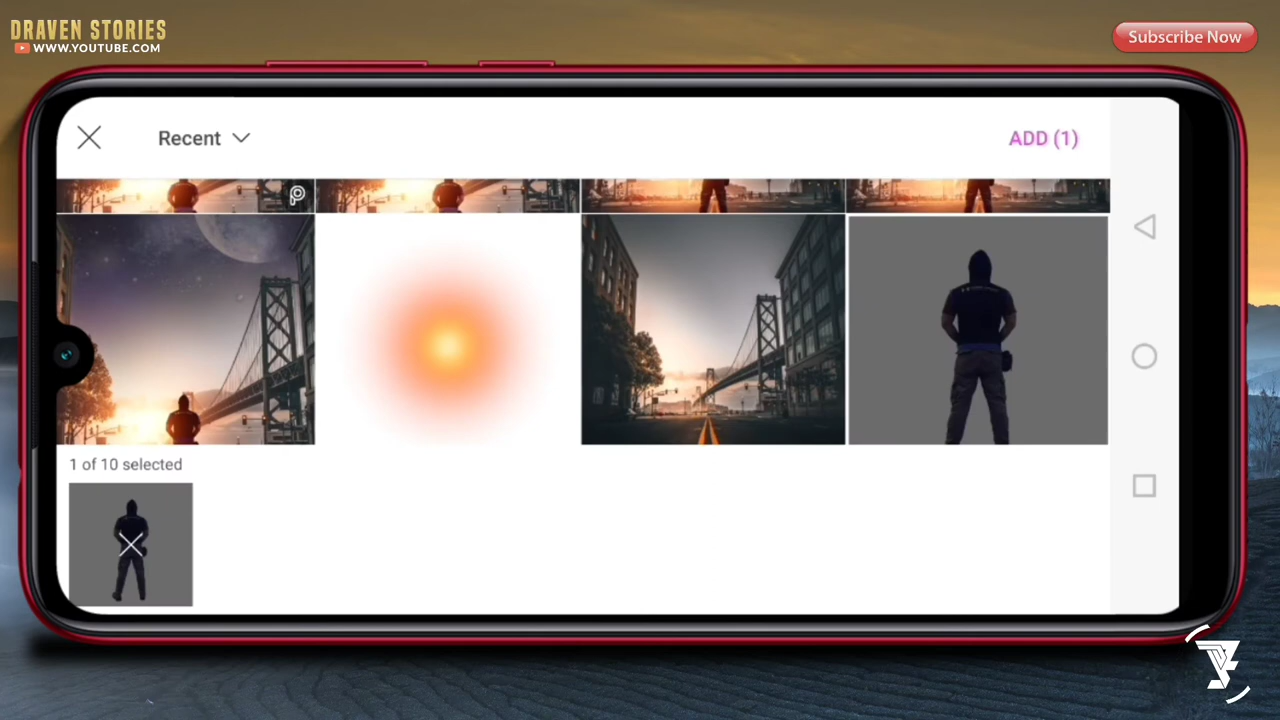 DRAVEN STORIES
WWW.YOUTUBE.COM
Subscribe Now
Recent
ADD (1)
1 of 10 selected